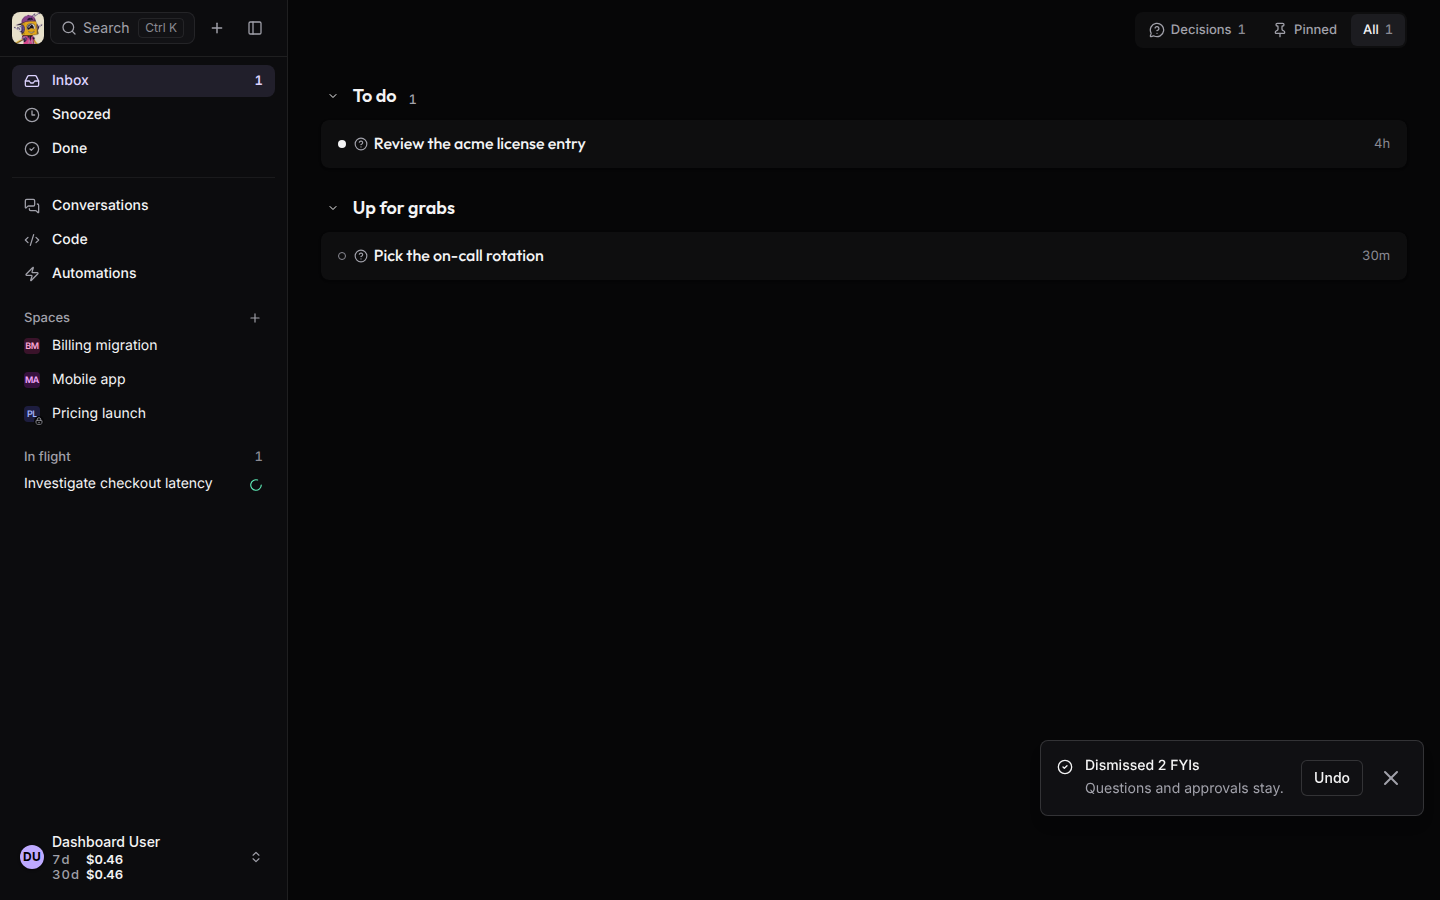 Search Ctrl K
Inbox 1
Snoozed
Done
Conversations
Code
Automations
Spaces
BM Billing migration
MA Mobile app
PL Pricing launch
In flight 1
Investigate checkout latency
DU Dashboard User
7d $0.46
30d $0.46
Decisions 1 Pinned All 1
To do 1
Review the acme license entry 4h
Up for grabs
Pick the on-call rotation 30m
Dismissed 2 FYIs
Questions and approvals stay.
Undo